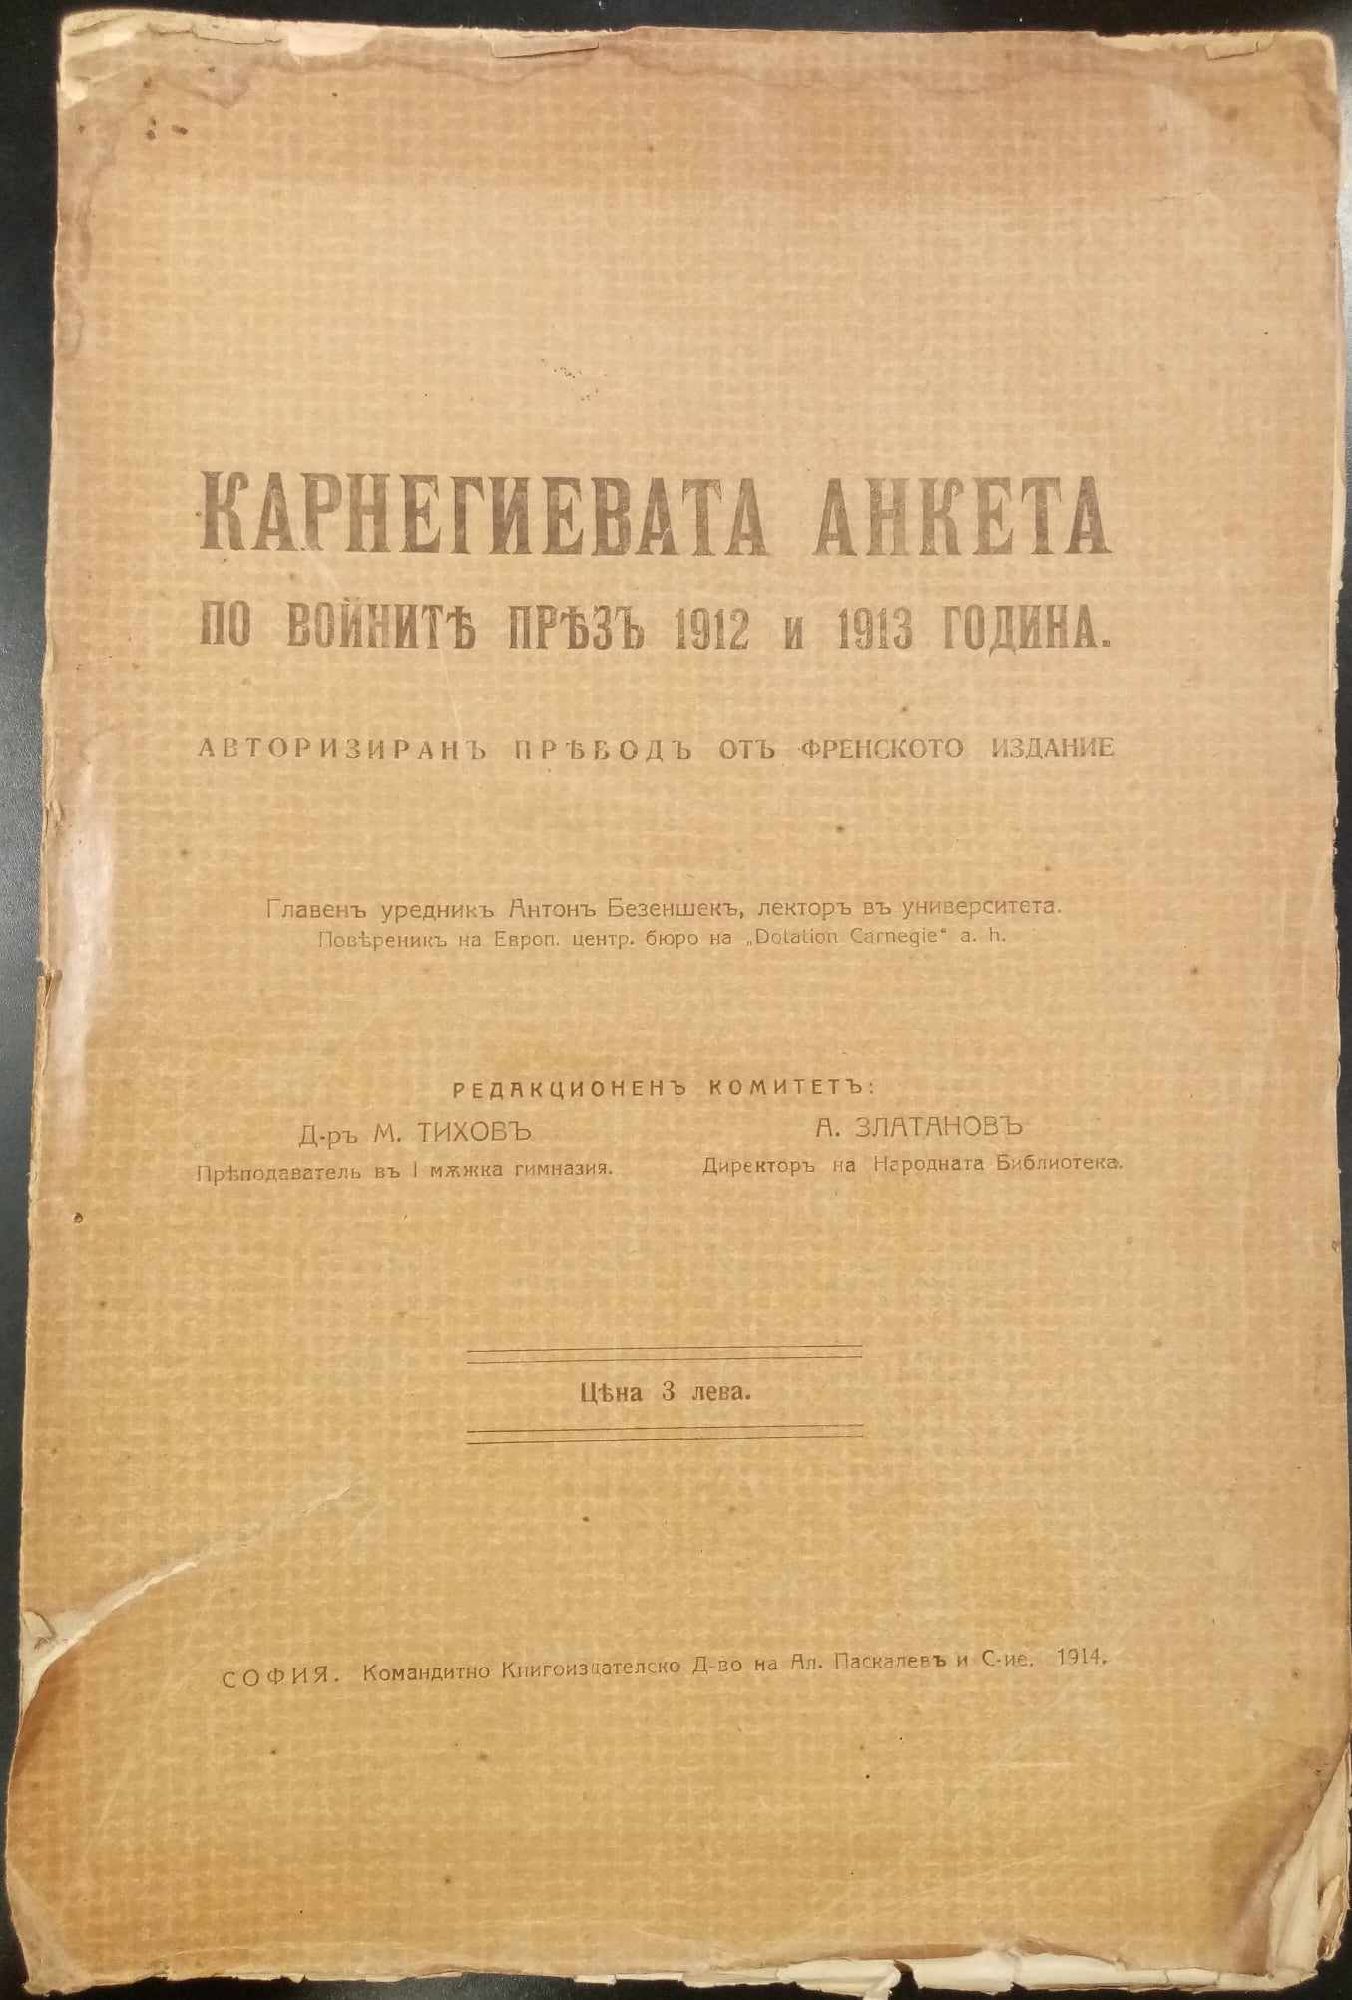 КАРНЕГИЕВАТА АНКЕТА
ПО ВОЙНИТѢ ПРѢЗЪ 1912 и 1913 ГОДИНА.
АВТОРИЗИРАНЪ ПРѢВОДЪ ОТЪ ФРЕНСКОТО ИЗДАНИЕ
Главенъ уредникъ Антонъ Безеншекъ, лекторъ въ университета.
Повѣреникъ на Европ. центр. бюро на „Dotation Carnegie“ a. h.
РЕДАКЦИОНЕНЪ КОМИТЕТЪ:
Д-ръ М. ТИХОВЪ А. ЗЛАТАНОВЪ
Прѣподаватель въ I мѫжка гимназия. Директоръ на Народната Библиотека.
Цѣна 3 лева.
СОФИЯ. Командитно Книгоиздателско Д-во на Ал. Паскалевъ и С-ие. 1914.